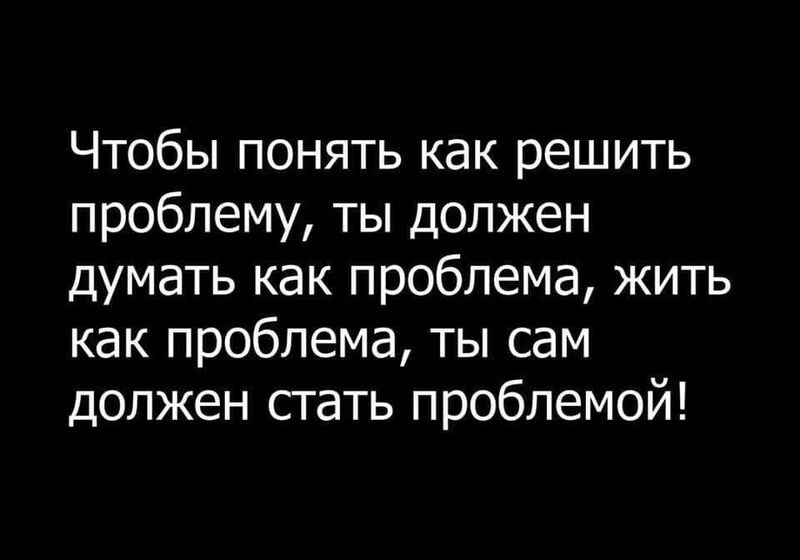 Чтобы понять как решить
проблему, ты должен
думать как проблема, жить
как проблема, ты сам
должен стать проблемой!